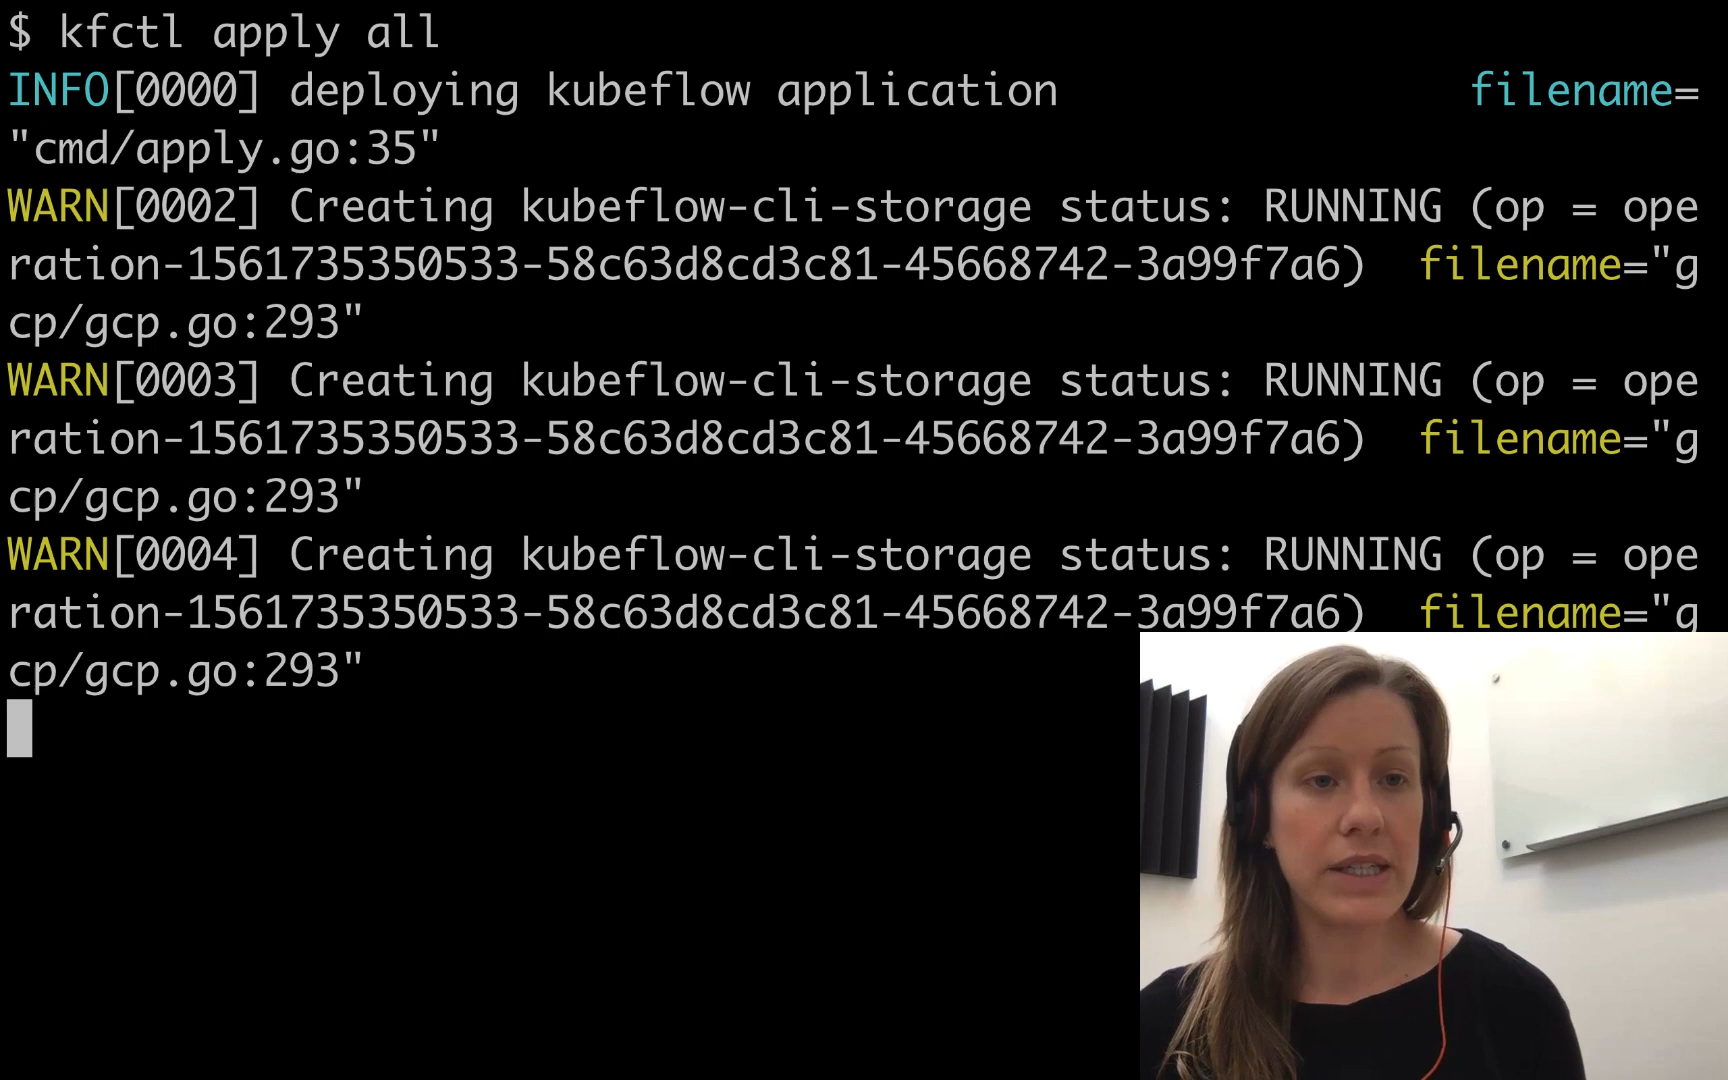 $ kfctl apply all
INFO[0000] deploying kubeflow application filename=
"cmd/apply.go:35"
WARN[0002] Creating kubeflow-cli-storage status: RUNNING (op = ope
ration-1561735350533-58c63d8cd3c81-45668742-3a99f7a6) filename="g
cp/gcp.go:293"
WARN[0003] Creating kubeflow-cli-storage status: RUNNING (op = ope
ration-1561735350533-58c63d8cd3c81-45668742-3a99f7a6) filename="g
cp/gcp.go:293"
WARN[0004] Creating kubeflow-cli-storage status: RUNNING (op = ope
ration-1561735350533-58c63d8cd3c81-45668742-3a99f7a6) filename="g
cp/gcp.go:293"